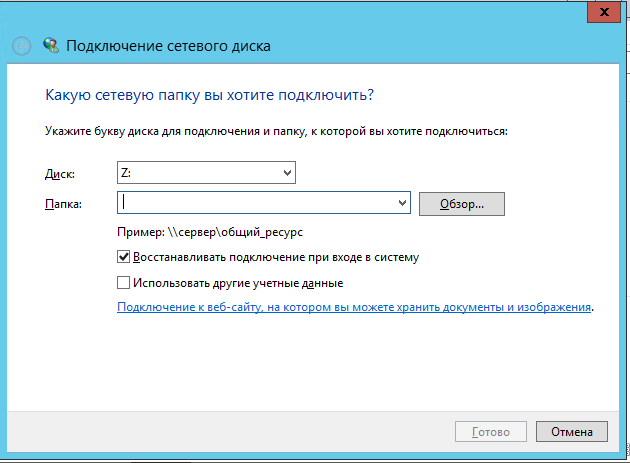 x
Подключение сетевого диска
Какую сетевую папку вы хотите подключить?
Укажите букву диска для подключения и папку, к которой вы хотите подключиться:
Диск: Z:
Папка: Обзор...
Пример: \\сервер\общий_ресурс
Восстанавливать подключение при входе в систему
Использовать другие учетные данные
Подключение к веб-сайту, на котором вы можете хранить документы и изображения.
Готово Отмена